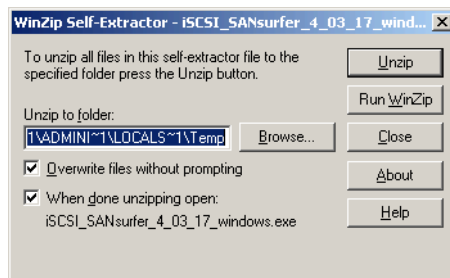 WinZip Self-Extractor - iSCSI_SANsurfer_4_03_17_wind...
To unzip all files in this self-extractor file to the
specified folder press the Unzip button.
Unzip to folder:
1\ADMINI~1\LOCALS~1\Temp
Browse...
Overwrite files without prompting
When done unzipping open:
iSCSI_SANsurfer_4_03_17_windows.exe
Unzip
Run WinZip
Close
About
Help